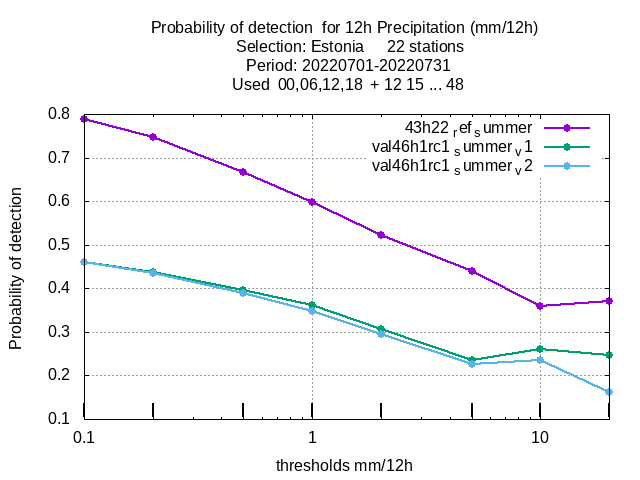 Probability of detection  for 12h Precipitation (mm/12h)
Selection: Estonia     22 stations
Period: 20220701-20220731
Used  00,06,12,18  + 12 15 ... 48
0.8
0.7
0.6
0.5
0.4
0.3
0.2
0.1
Probability of detection
43h22 ref summer
val46h1rc1 summer v1
val46h1rc1 summer v2
0.1 1 10
thresholds mm/12h